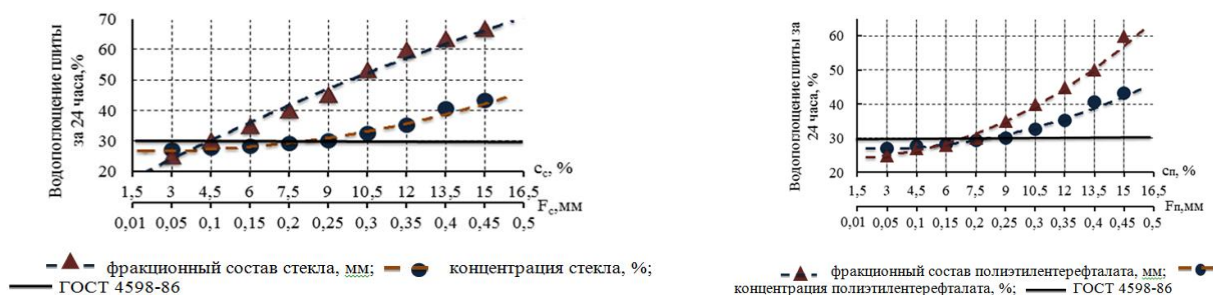 Водопоглощение плиты
за 24 часа,%
70
60
50
40
30
20
c_c, %
1,5 3 4,5 6 7,5 9 10,5 12 13,5 15 16,5
F_c,мм
0,01 0,05 0,1 0,15 0,2 0,25 0,3 0,35 0,4 0,45 0,5
фракционный состав стекла, мм; концентрация стекла, %;
ГОСТ 4598-86
Водопоглощение плиты за
24 часа, %
60
50
40
30
20
c_п, %
1,5 3 4,5 6 7,5 9 10,5 12 13,5 15 16,5
F_п,мм
0,01 0,05 0,1 0,15 0,2 0,25 0,3 0,35 0,4 0,45 0,5
фракционный состав полиэтилентерефталата, мм;
концентрация полиэтилентерефталата, %; ГОСТ 4598-86